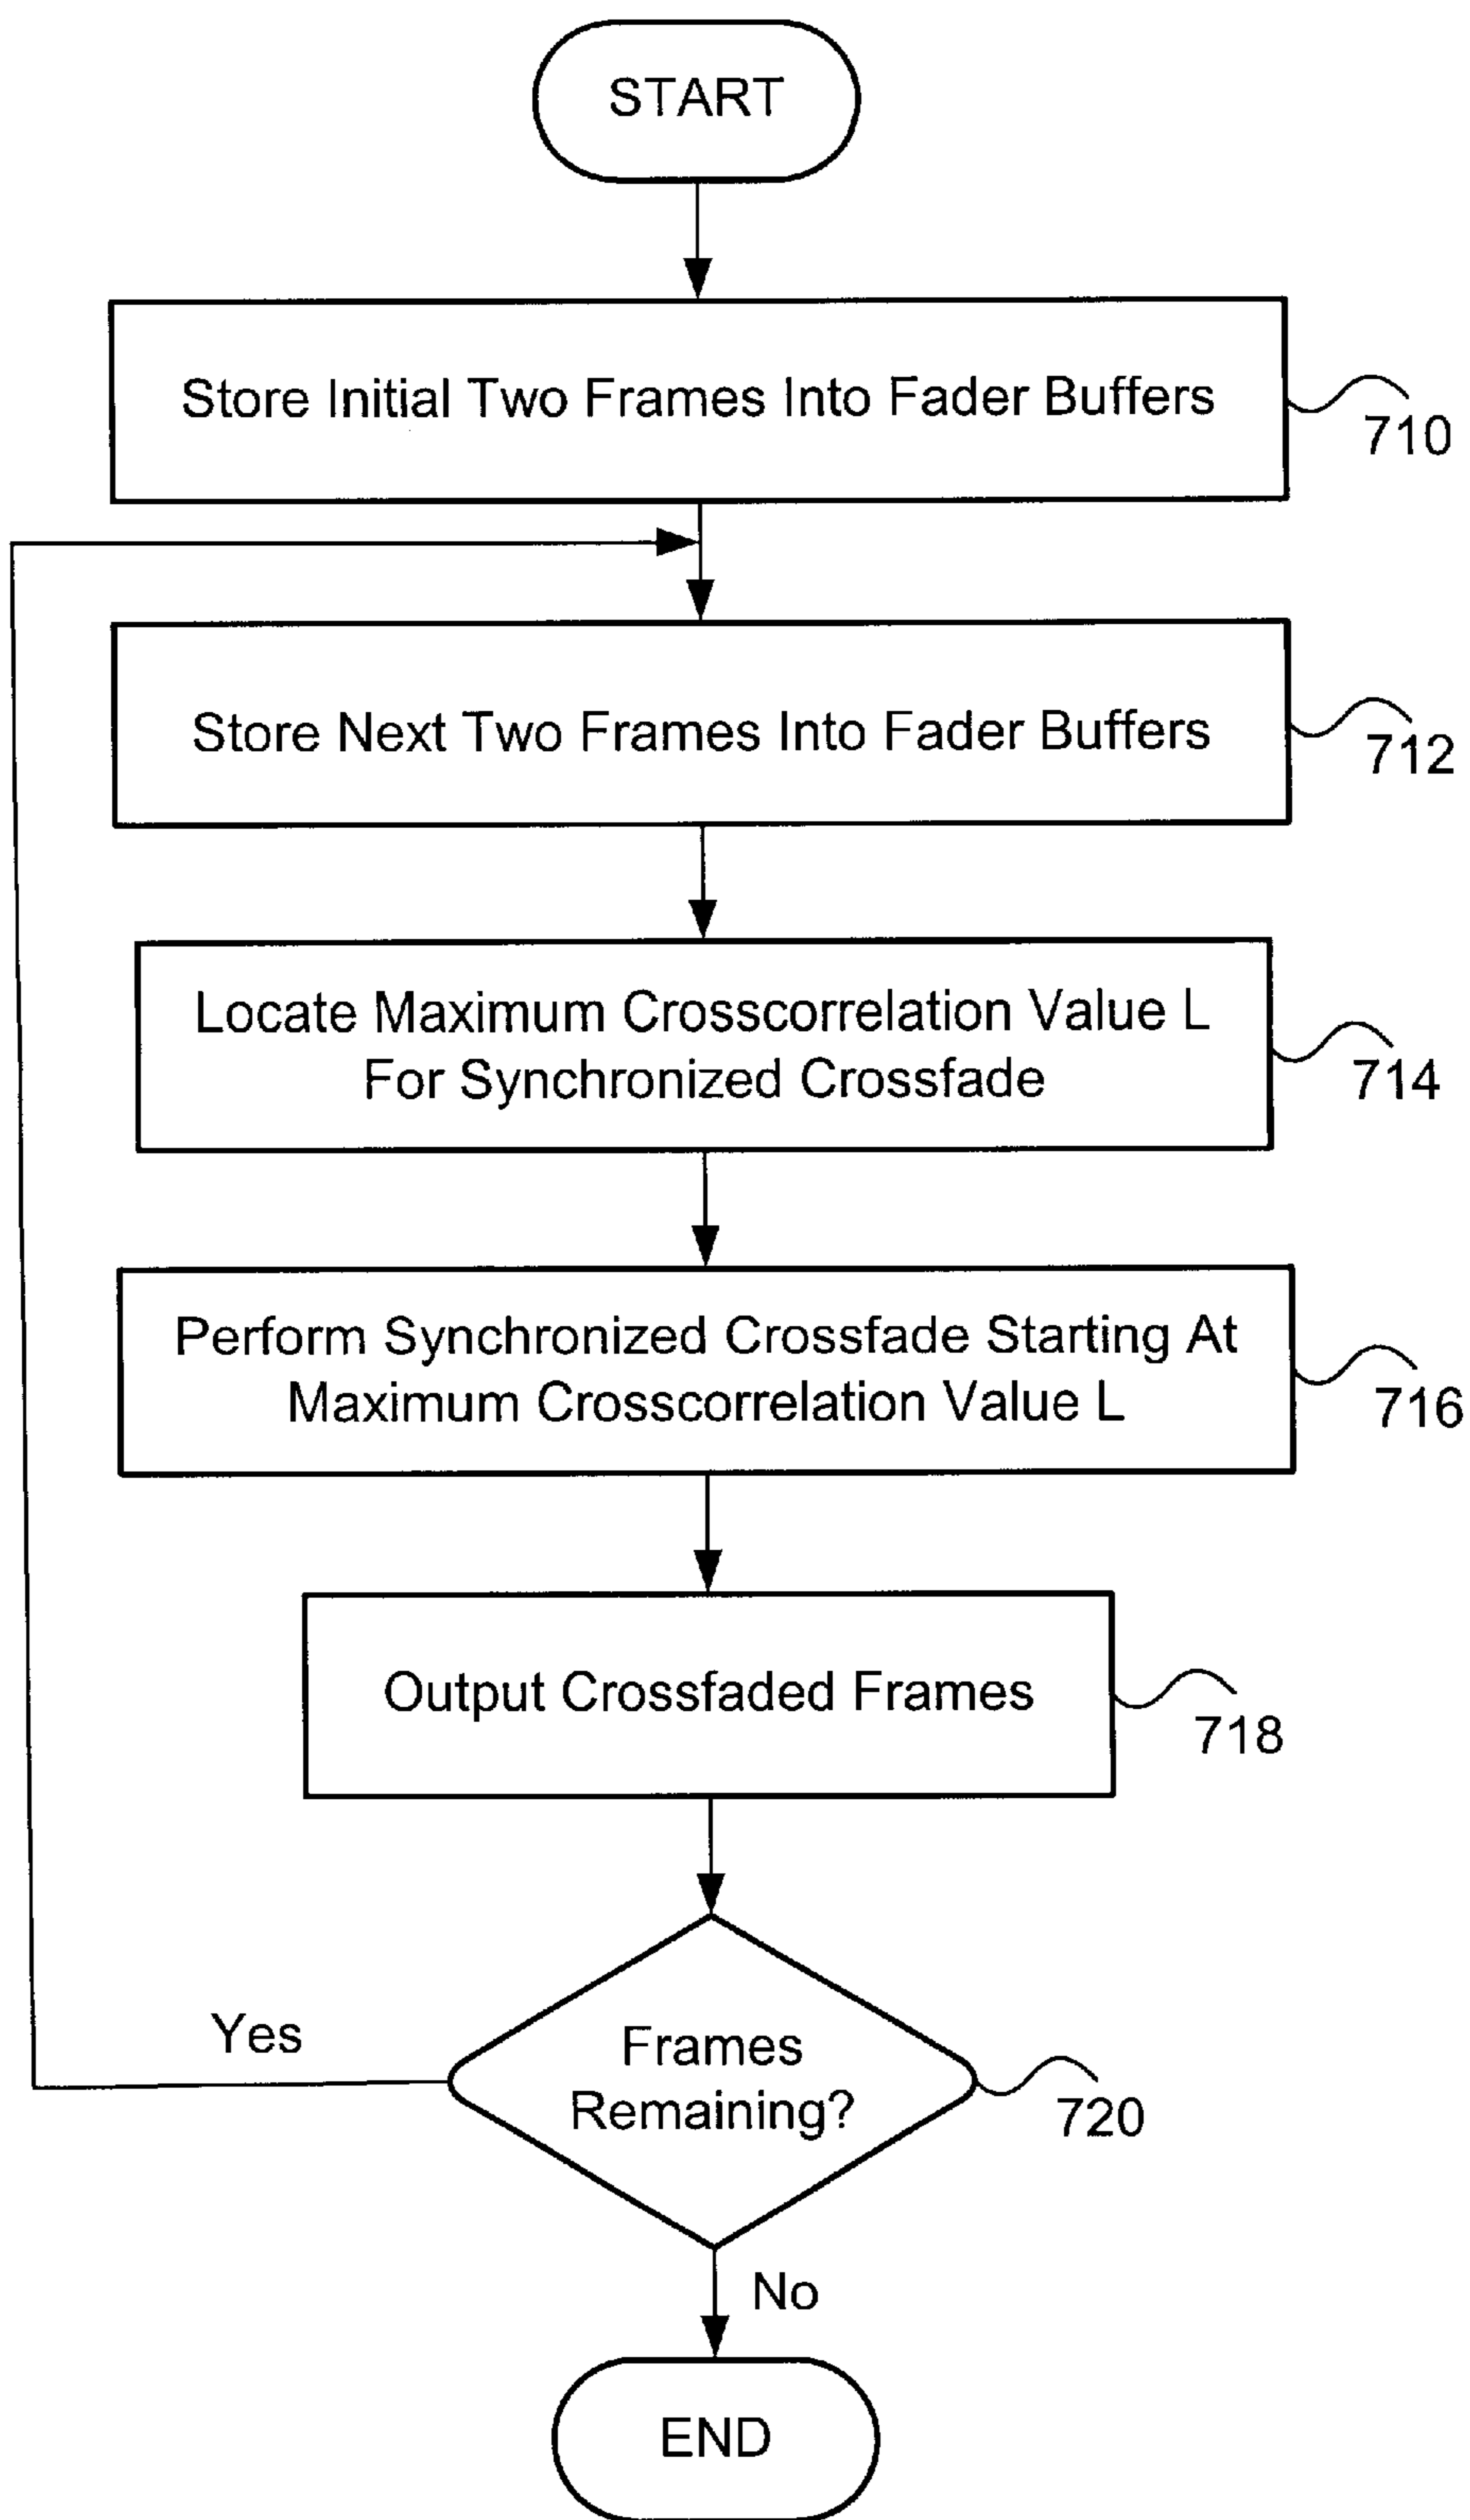 START
Store Initial Two Frames Into Fader Buffers
710
Store Next Two Frames Into Fader Buffers
712
Locate Maximum Crosscorrelation Value L
For Synchronized Crossfade
714
Perform Synchronized Crossfade Starting At
Maximum Crosscorrelation Value L
716
Output Crossfaded Frames
718
Yes
Frames
Remaining?
720
No
END